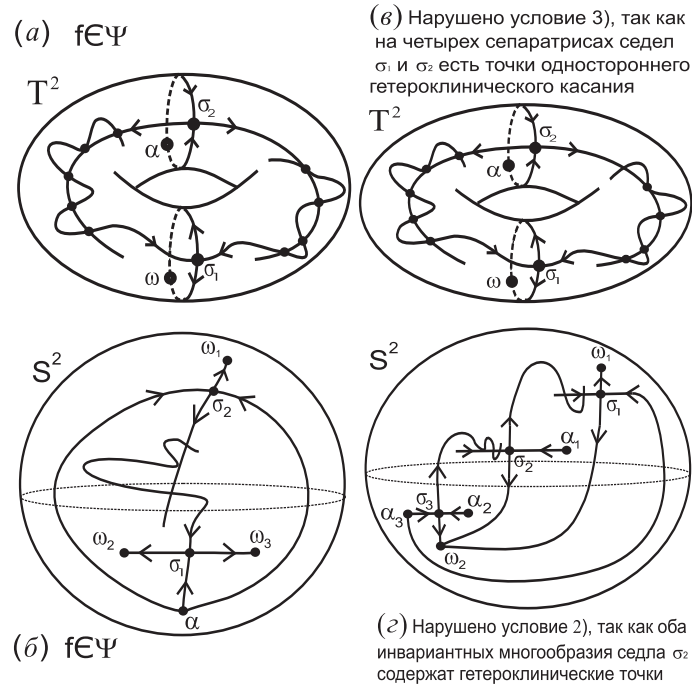 (а) fЄΨ
T²
σ₂
α
ω
σ₁
(в) Нарушено условие 3), так как
на четырех сепаратрисах седел
σ₁ и σ₂ есть точки одностороннего
гетероклинического касания
T²
σ₂
α
ω
σ₁
S²
ω₁
σ₂
ω₂
ω₃
σ₁
α
(б) fЄΨ
S²
ω₁
σ₁
α₁
σ₂
α₃
σ₃
α₂
ω₂
(г) Нарушено условие 2), так как оба
инвариантных многообразия седла σ₂
содержат гетероклинические точки